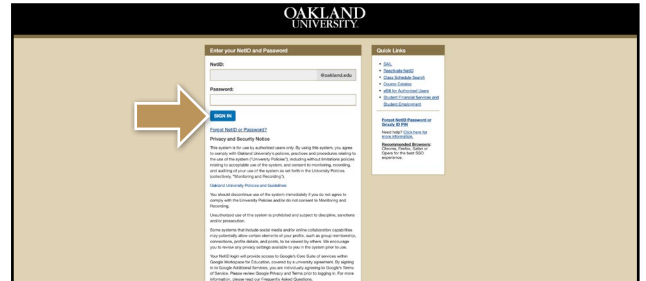 OAKLAND
UNIVERSITY.
Enter your NetID and Password
NetID:
@oakland.edu
Password:
SIGN IN
Forgot NetID or Password?
Privacy and Security Notice
This system is for use by authorized users only. By using this system, you agree
to comply with Oakland University's policies, practices and procedures relating to
the use of the system ("University Policies"), including without limitations policies
relating to acceptable use of the system, and consent to monitoring, recording,
and auditing of your use of the system as set forth in the University Policies
(collectively, "Monitoring and Recording").
Oakland University Policies and Guidelines
You should discontinue use of the system immediately if you do not agree to
comply with the University Policies and/or do not consent to Monitoring and
Recording.
Unauthorized use of this system is prohibited and subject to discipline, sanctions
and/or prosecution.
Some systems that include social media and/or online collaboration capabilities
may potentially allow certain elements of your profile, such as group membership,
connections, profile details, and posts, to be viewed by others. We encourage
you to review any privacy settings available to you in the system prior to use.
Your NetID login will provide access to Google's Core Suite of services within
Google Workspace for Education, covered by a university agreement. By signing
in to Google Additional Services, you are individually agreeing to Google's Terms
of Service. Please review Google Privacy and Terms prior to logging in. For more
information, please read our Frequently Asked Questions.
Quick Links
SAIL
Reactivate NetID
Class Schedule Search
Course Catalog
eBill for Authorized Users
Student Financial Services and
Student Employment
Forgot NetID Password or
Grizzly ID PIN
Need help? Click here for
more information.
Recommended Browsers:
Chrome, Firefox, Safari or
Opera for the best SSO
experience.